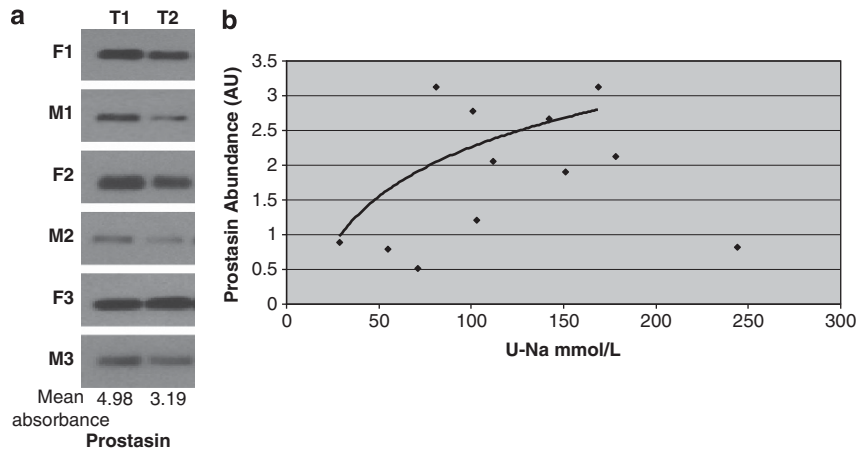 a
T1 T2
F1
M1
F2
M2
F3
M3
Mean 4.98 3.19
absorbance
Prostasin
b
Prostasin Abundance (AU)
3.5
3
2.5
2
1.5
1
0.5
0
0 50 100 150 200 250 300
U-Na mmol/L